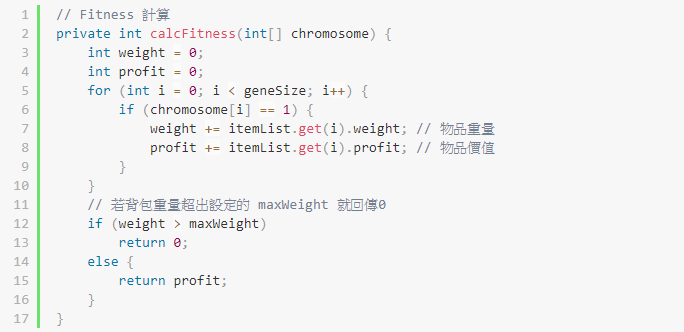 1 // Fitness 計算
2 private int calcFitness(int[] chromosome) {
3     int weight = 0;
4     int profit = 0;
5     for (int i = 0; i < geneSize; i++) {
6         if (chromosome[i] == 1) {
7             weight += itemList.get(i).weight; // 物品重量
8             profit += itemList.get(i).profit; // 物品價值
9         }
10     }
11     // 若背包重量超出設定的 maxWeight 就回傳0
12     if (weight > maxWeight)
13         return 0;
14     else {
15         return profit;
16     }
17 }